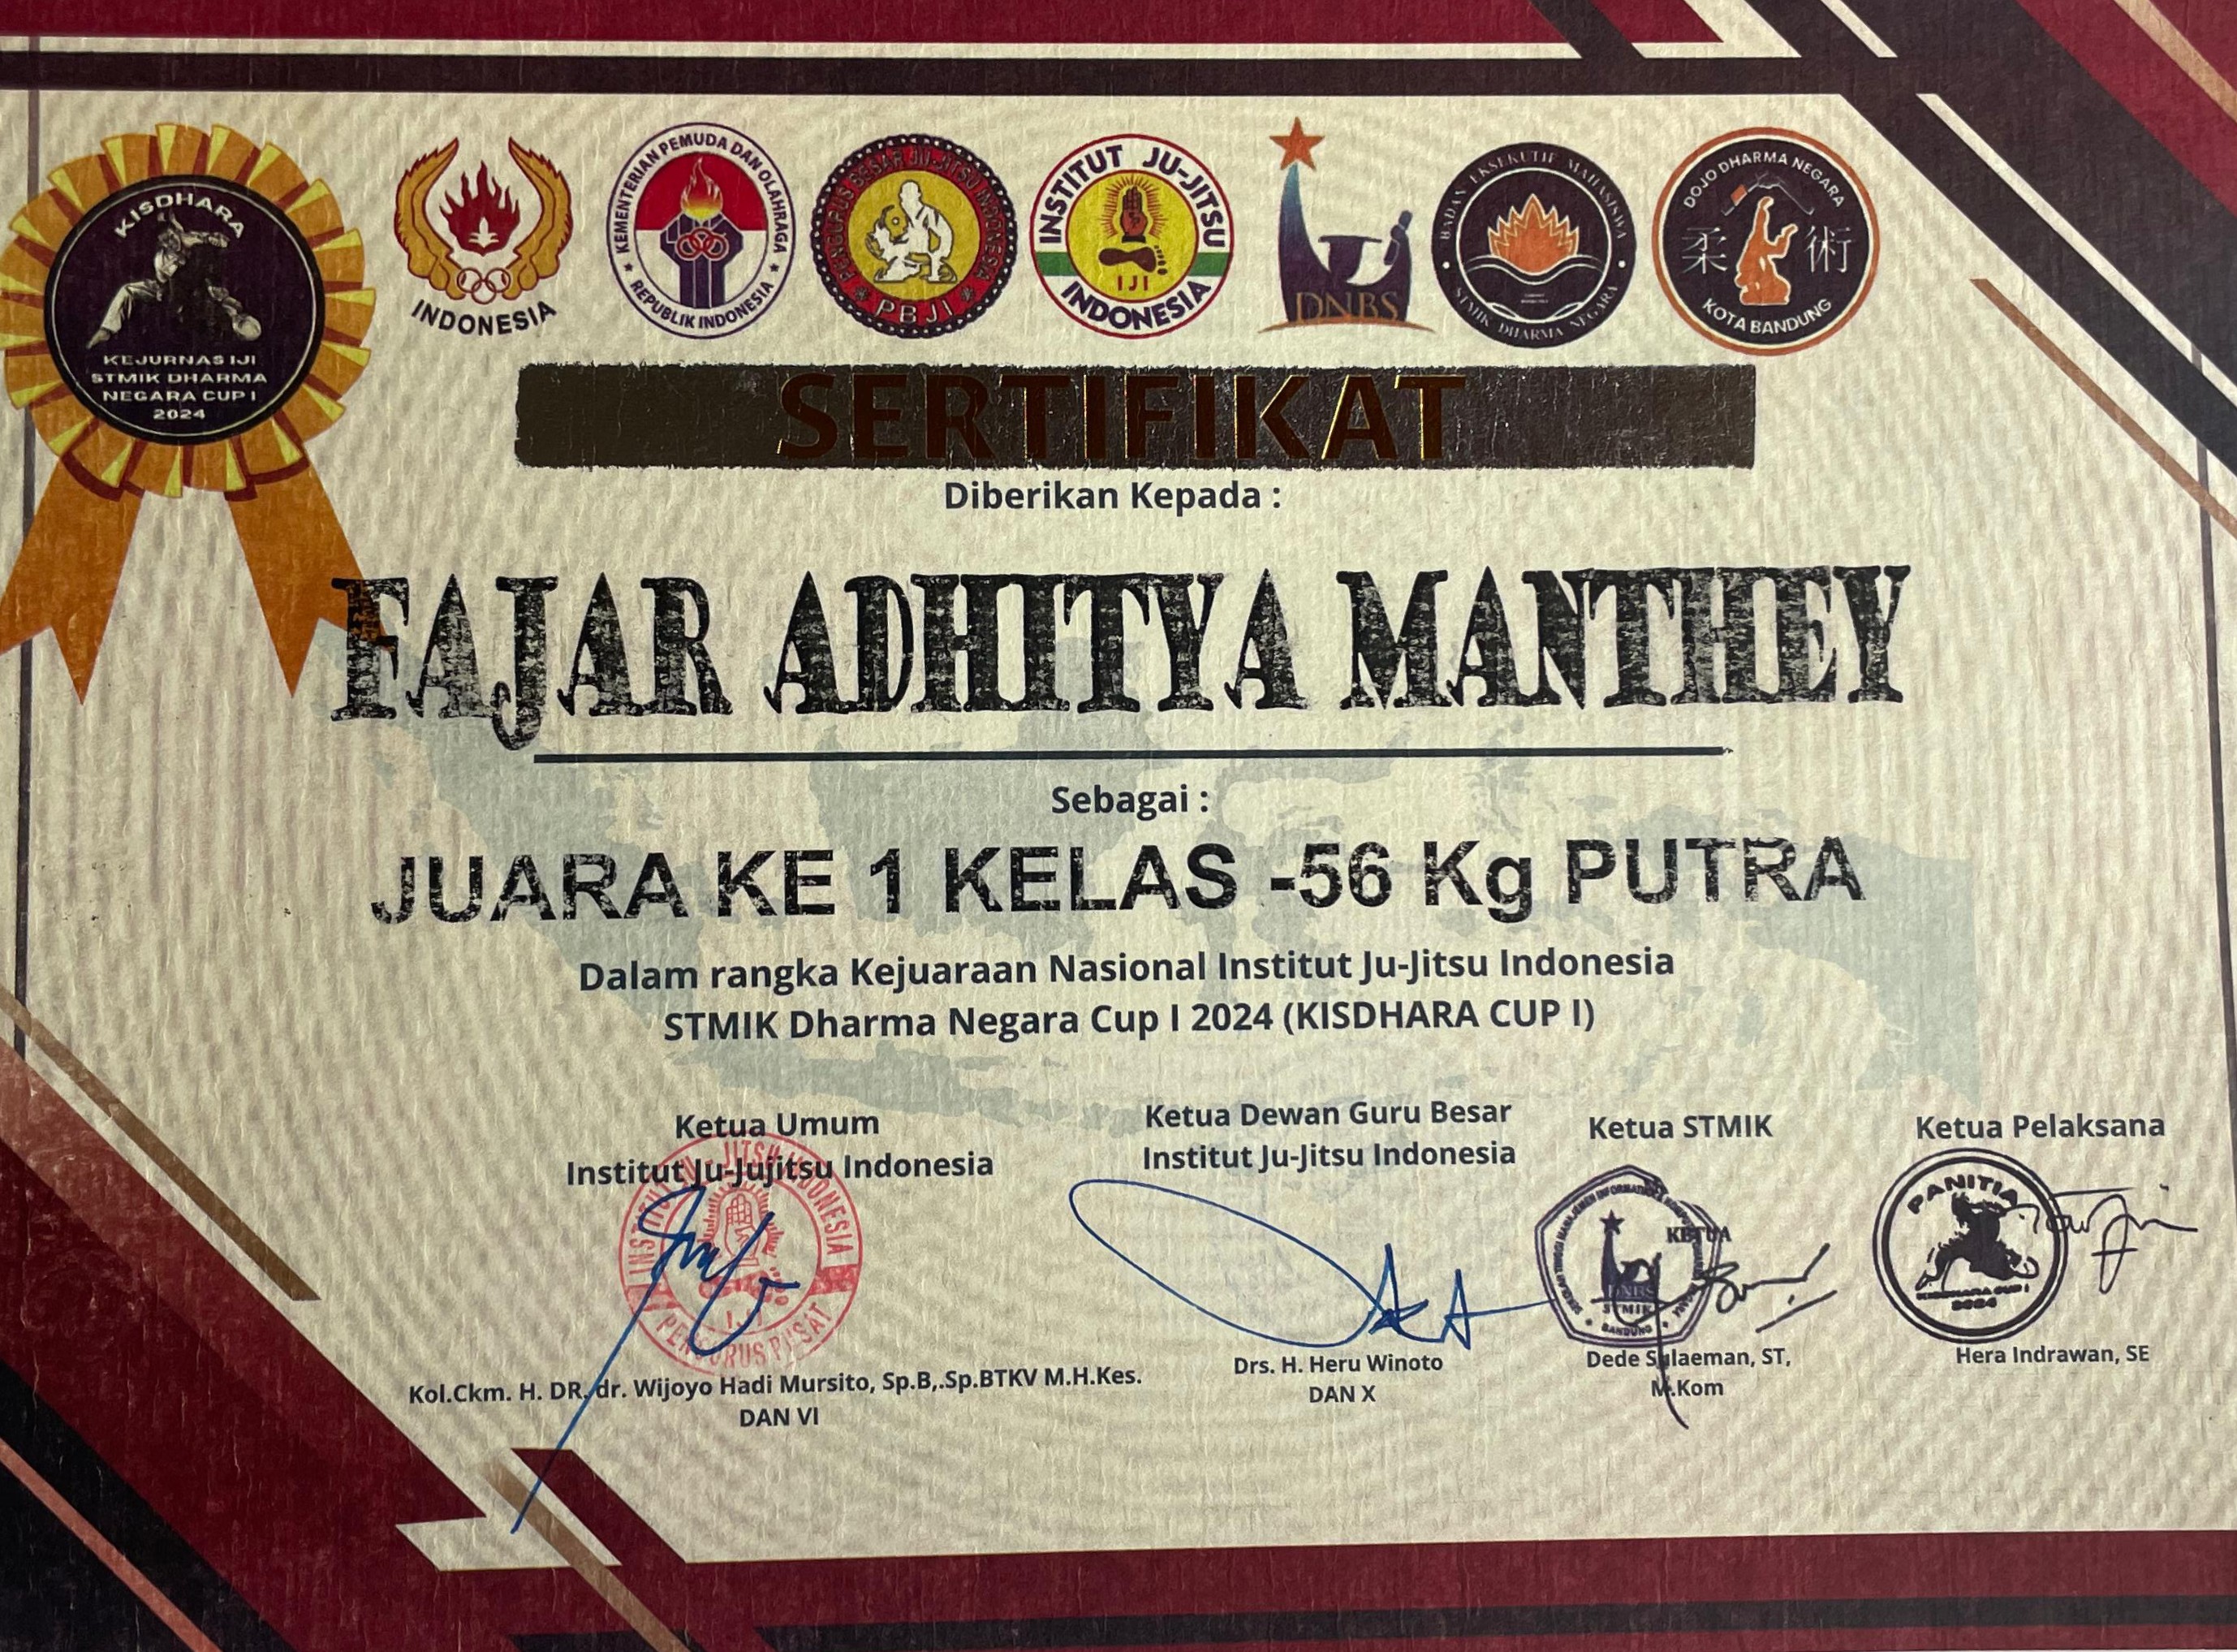 KISDHARA
KEJURNAS IJI
STMIK DHARMA
NEGARA CUP I
2024
INDONESIA
KEMENTERIAN PEMUDA DAN OLAHRAGA
REPUBLIK INDONESIA
PENGURUS BESAR JU-JITSU INDONESIA
PBJI
INSTITUT JU-JITSU
IJI
INDONESIA
DNBS
BADAN EKSEKUTIF MAHASISWA
STMIK DHARMA NEGARA
DOJO DHARMA NEGARA
柔 術
KOTA BANDUNG
SERTIFIKAT
Diberikan Kepada :
FAJAR ADHITYA MANTHEY
Sebagai :
JUARA KE 1 KELAS -56 Kg PUTRA
Dalam rangka Kejuaraan Nasional Institut Ju-Jitsu Indonesia
STMIK Dharma Negara Cup I 2024 (KISDHARA CUP I)
Ketua Umum
Institut Ju-Jujitsu Indonesia
INSTITUT JU-JITSU INDONESIA
IJI
PENGURUS PUSAT
Kol.Ckm. H. DR. dr. Wijoyo Hadi Mursito, Sp.B,.Sp.BTKV M.H.Kes.
DAN VI
Ketua Dewan Guru Besar
Institut Ju-Jitsu Indonesia
Drs. H. Heru Winoto
DAN X
Ketua STMIK
KETUA
DNBS
STMIK
BANDUNG
Dede Sulaeman, ST,
M.Kom
Ketua Pelaksana
PANITIA
KISDHARA CUP I
2024
Hera Indrawan, SE